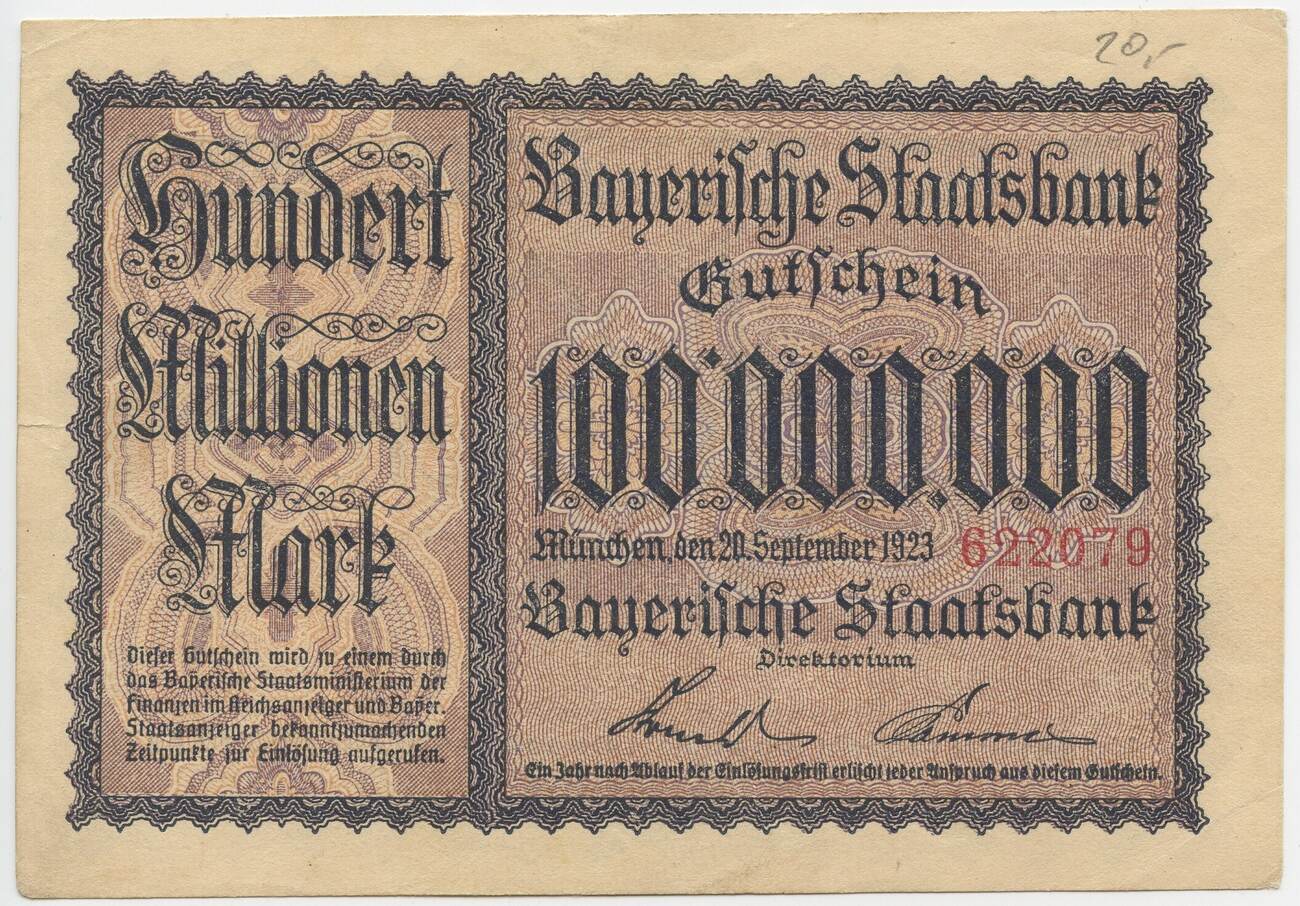 20,-
Hundert
Millionen
Mark
Dieser Gutschein wird zu einem durch
das Bayerische Staatsministerium der
Finanzen im Reichsanzeiger und Bayer.
Staatsanzeiger bekanntzumachenden
Zeitpunkte zur Einlösung aufgerufen.
Bayerische Staatsbank
Gutschein
100'000.000
München, den 20. September 1923 622079
Bayerische Staatsbank
Direktorium
Ein Jahr nach Ablauf der Einlösungsfrist erlischt jeder Anspruch aus diesem Gutschein.